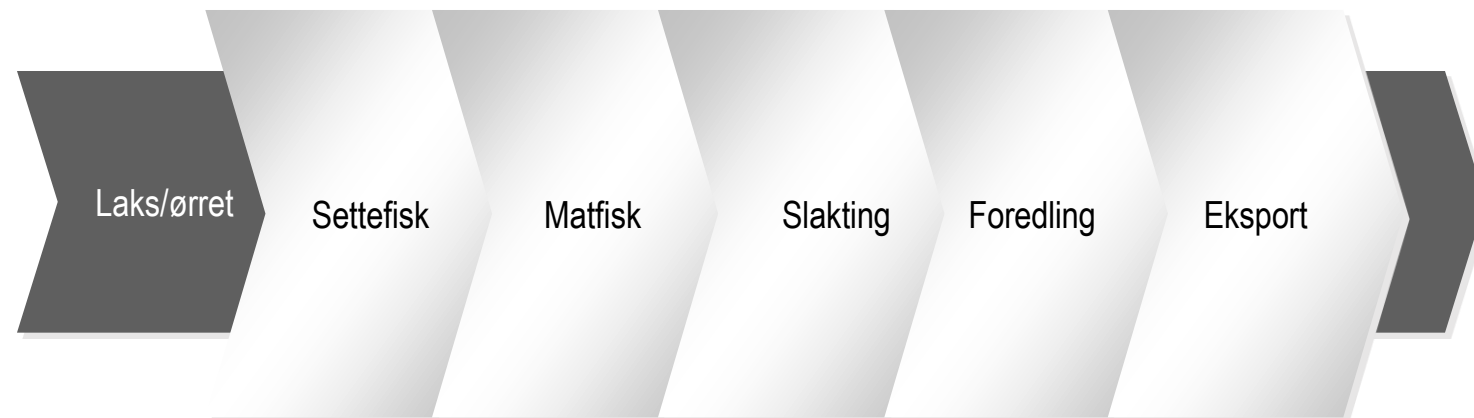 Laks/ørret
Settefisk
Matfisk
Slakting
Foredling
Eksport